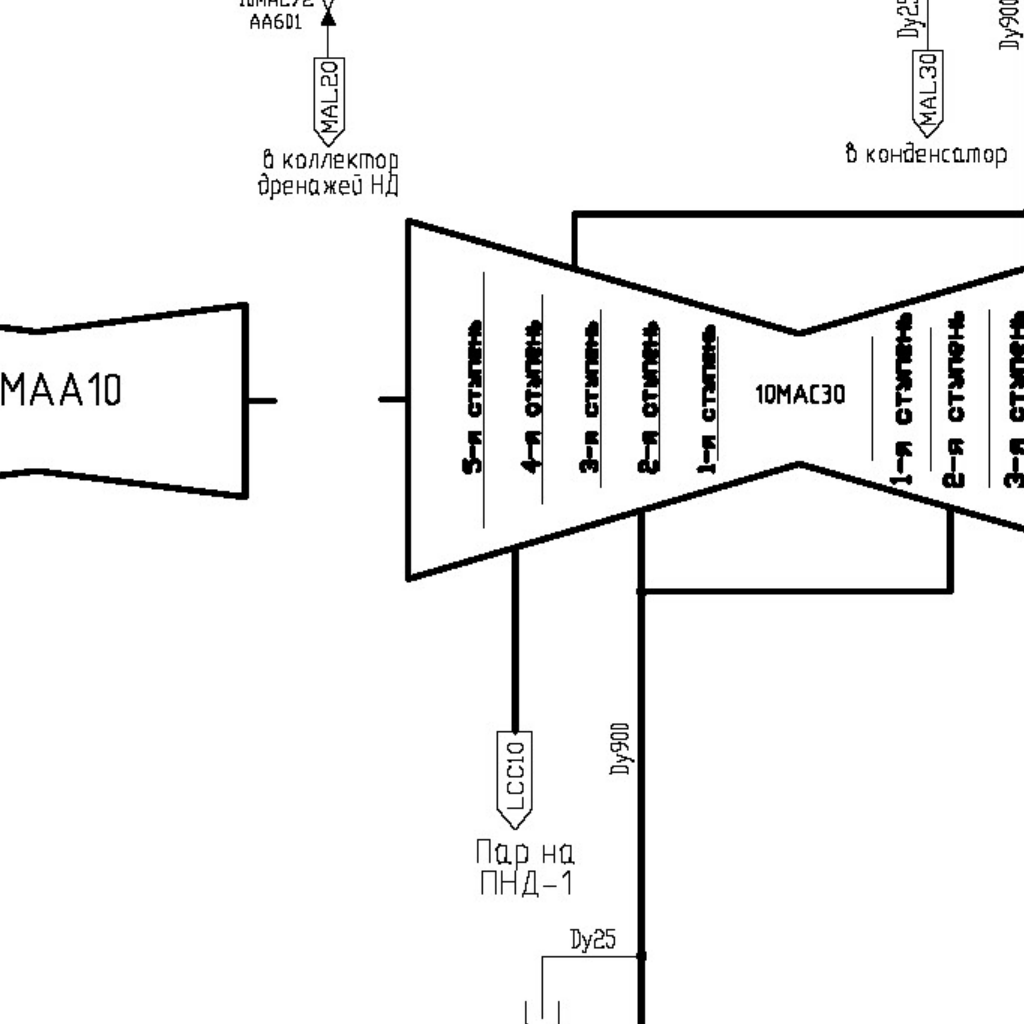 AA601
MAL20
в коллектор
дренажей НД
Dy25
MAL30
в конденсатор
Dy900
MAA10
5-я ступень
4-я ступень
3-я ступень
2-я ступень
1-я ступень
10MAC30
1-я ступень
2-я ступень
3-я ступень
LCC10
Пар на
ПНД-1
Dy900
Dy25